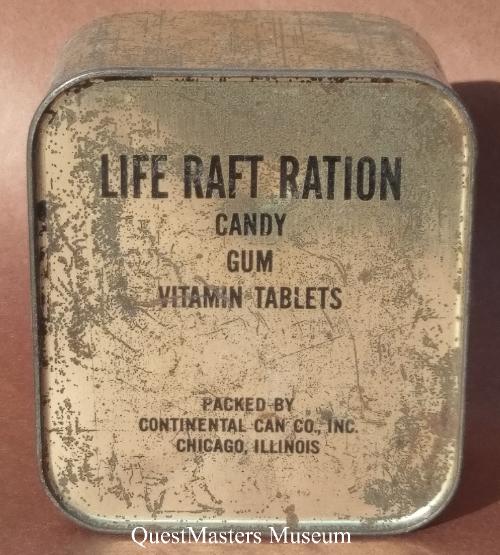 LIFE RAFT RATION
CANDY
GUM
VITAMIN TABLETS
PACKED BY
CONTINENTAL CAN CO., INC.
CHICAGO, ILLINOIS
QuestMasters Museum